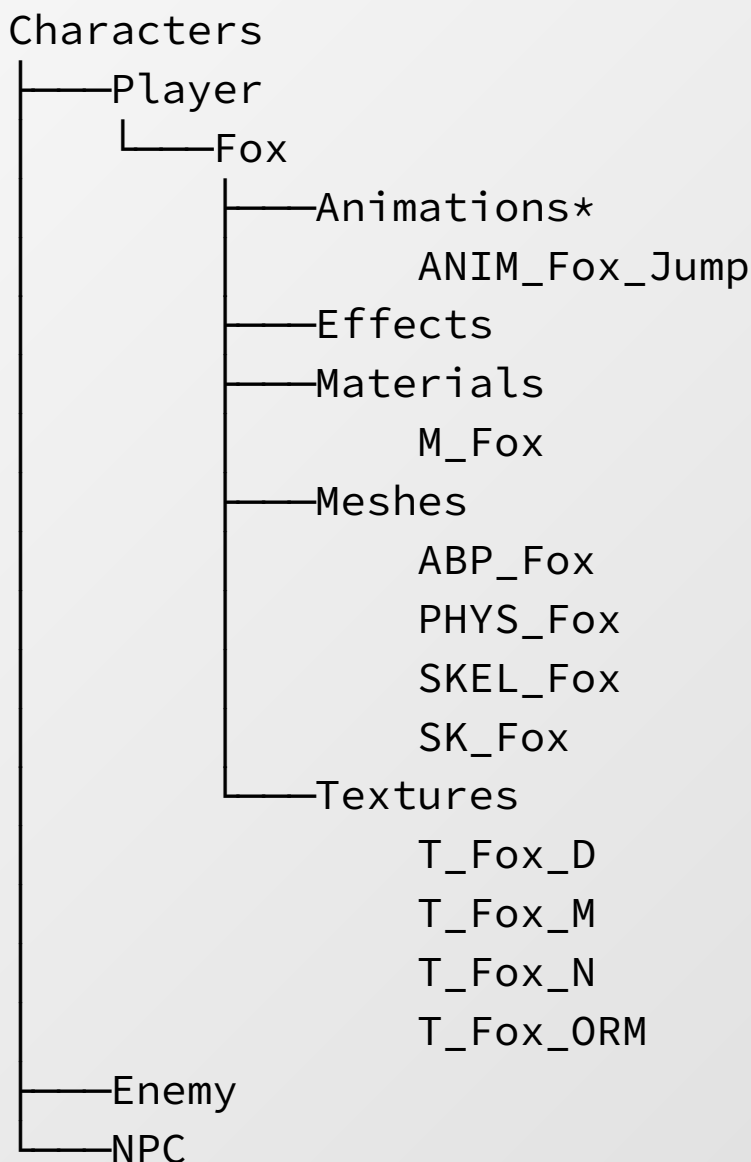 Characters
Player
Fox
Animations*
ANIM_Fox_Jump
Effects
Materials
M_Fox
Meshes
ABP_Fox
PHYS_Fox
SKEL_Fox
SK_Fox
Textures
T_Fox_D
T_Fox_M
T_Fox_N
T_Fox_ORM
Enemy
NPC